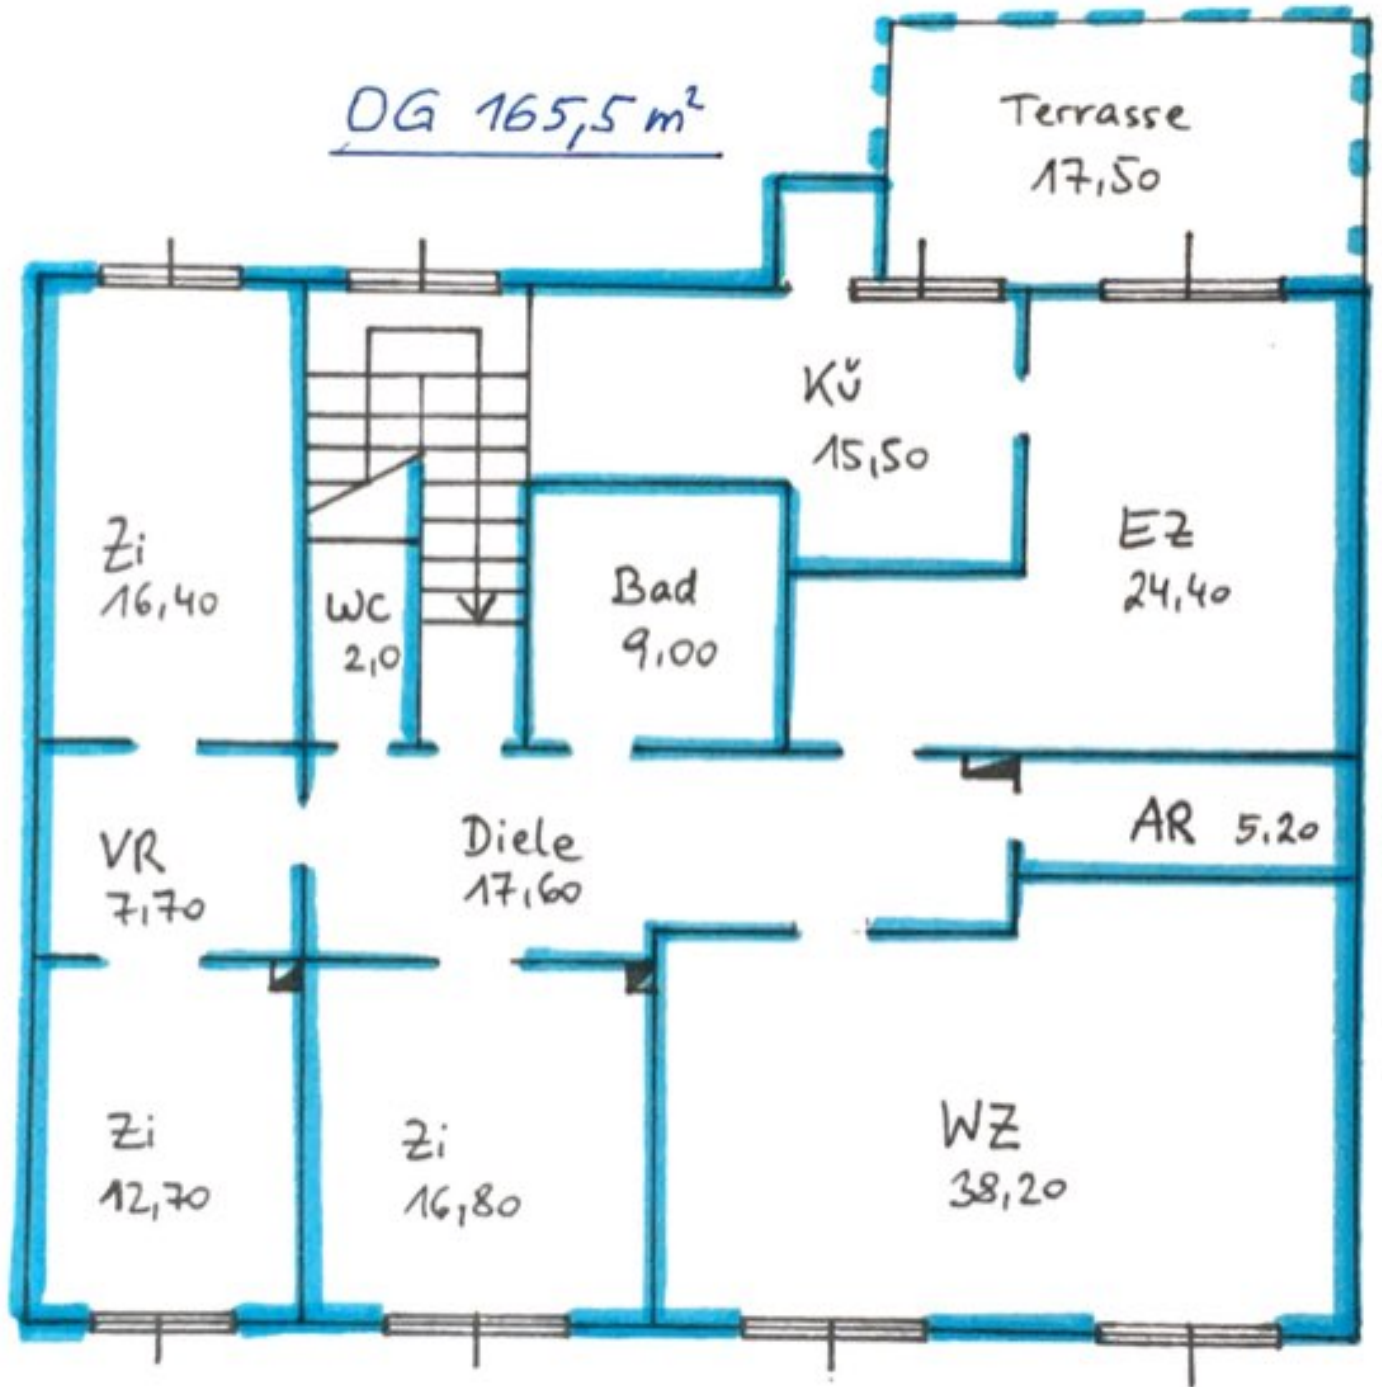 OG 165,5 m²
Terrasse
17,50
Kü
15,50
Zi
16,40
EZ
24,40
WC
2,0
Bad
9,00
VR
7,70
Diele
17,60
AR 5.20
Zi
12,70
Zi
16,80
WZ
38,20